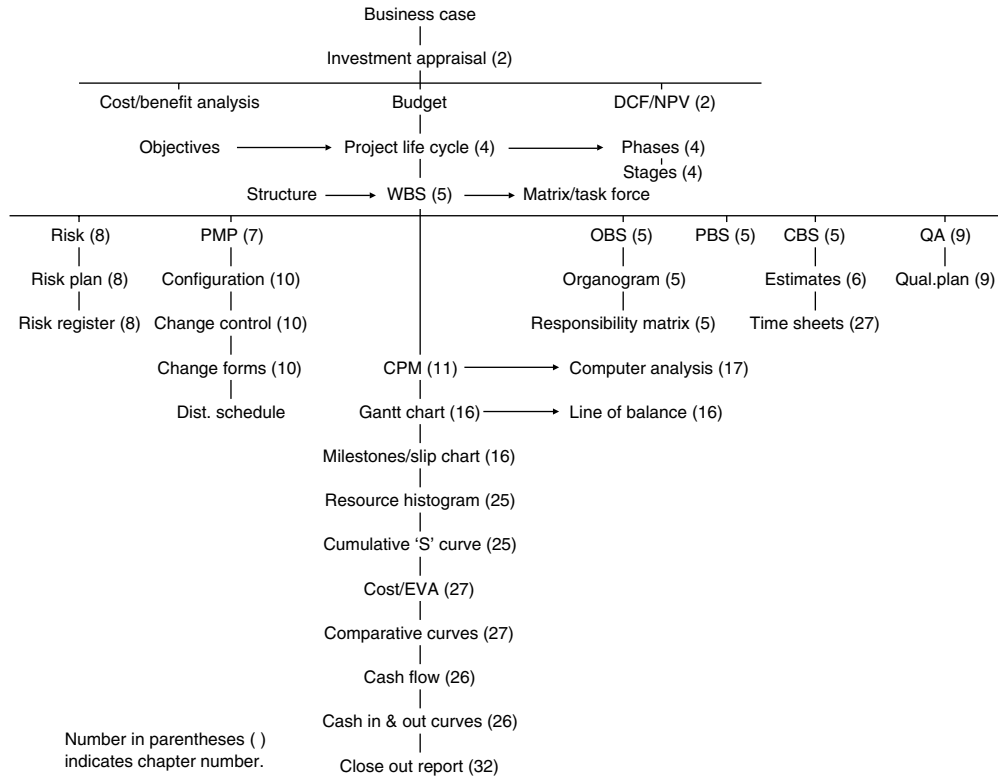 Business case
Investment appraisal (2)
Cost/benefit analysis Budget DCF/NPV (2)
Objectives Project life cycle (4) Phases (4)
Stages (4)
Structure WBS (5) Matrix/task force
Risk (8) PMP (7) OBS (5) PBS (5) CBS (5) QA (9)
Risk plan (8) Configuration (10) Organogram (5) Estimates (6) Qual.plan (9)
Risk register (8) Change control (10) Responsibility matrix (5) Time sheets (27)
Change forms (10) CPM (11) Computer analysis (17)
Dist. schedule Gantt chart (16) Line of balance (16)
Milestones/slip chart (16)
Resource histogram (25)
Cumulative ‘S’ curve (25)
Cost/EVA (27)
Comparative curves (27)
Cash flow (26)
Cash in & out curves (26)
Number in parentheses ( )
indicates chapter number.
Close out report (32)